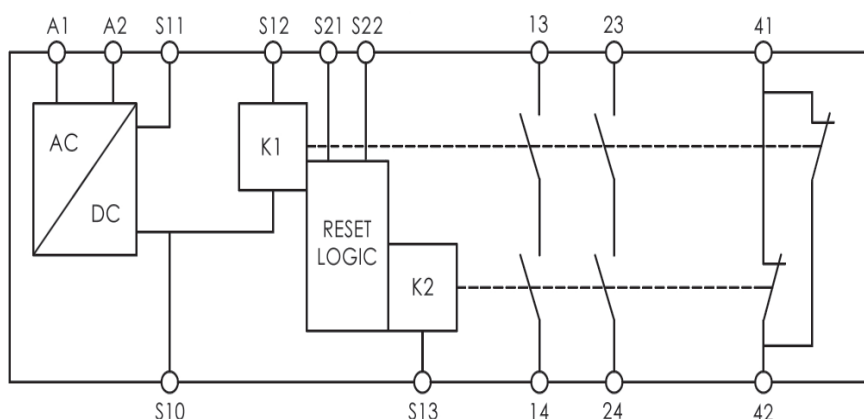 A1 A2 S11 S12 S21 S22 13 23 41
AC
DC
K1
RESET
LOGIC
K2
S10 S13 14 24 42